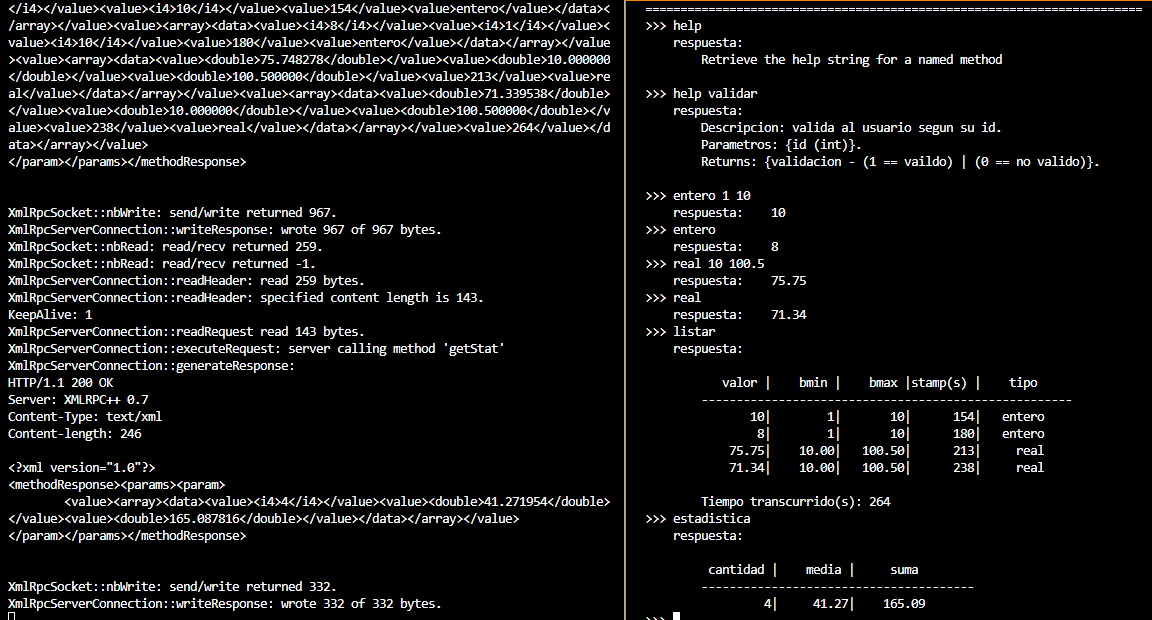 </i4></value><value><i4>10</i4></value><value>154</value><value>entero</value></data><
/array></value><value><array><data><value><i4>8</i4></value><value><i4>1</i4></value><
value><i4>10</i4></value><value>180</value><value>entero</value></data></array></value
><value><array><data><value><double>75.748278</double></value><value><double>10.000000
</double></value><value><double>100.500000</double></value><value>213</value><value>re
al</value></data></array></value><value><array><data><value><double>71.339538</double>
</value><value><double>10.000000</double></value><value><double>100.500000</double></v
alue><value>238</value><value>real</value></data></array></value><value>264</value></d
ata></array></value>
</param></params></methodResponse>
XmlRpcSocket::nbWrite: send/write returned 967.
XmlRpcServerConnection::writeResponse: wrote 967 of 967 bytes.
XmlRpcSocket::nbRead: read/recv returned 259.
XmlRpcSocket::nbRead: read/recv returned -1.
XmlRpcServerConnection::readHeader: read 259 bytes.
XmlRpcServerConnection::readHeader: specified content length is 143.
KeepAlive: 1
XmlRpcServerConnection::readRequest read 143 bytes.
XmlRpcServerConnection::executeRequest: server calling method 'getStat'
XmlRpcServerConnection::generateResponse:
HTTP/1.1 200 OK
Server: XMLRPC++ 0.7
Content-Type: text/xml
Content-length: 246
<?xml version="1.0"?>
<methodResponse><params><param>
<value><array><data><value><i4>4</i4></value><value><double>41.271954</double>
</value><value><double>165.087816</double></value></data></array></value>
</param></params></methodResponse>
XmlRpcSocket::nbWrite: send/write returned 332.
XmlRpcServerConnection::writeResponse: wrote 332 of 332 bytes.
=======================================================================
>>> help
respuesta:
Retrieve the help string for a named method
>>> help validar
respuesta:
Descripcion: valida al usuario segun su id.
Parametros: {id (int)}.
Returns: {validacion - (1 == vaildo) | (0 == no valido)}.
>>> entero 1 10
respuesta: 10
>>> entero
respuesta: 8
>>> real 10 100.5
respuesta: 75.75
>>> real
respuesta: 71.34
>>> listar
respuesta:
valor | bmin | bmax |stamp(s) | tipo
-----------------------------------------------------
10| 1| 10| 154| entero
8| 1| 10| 180| entero
75.75| 10.00| 100.50| 213| real
71.34| 10.00| 100.50| 238| real
Tiempo transcurrido(s): 264
>>> estadistica
respuesta:
cantidad | media | suma
---------------------------------------
4| 41.27| 165.09
>>>